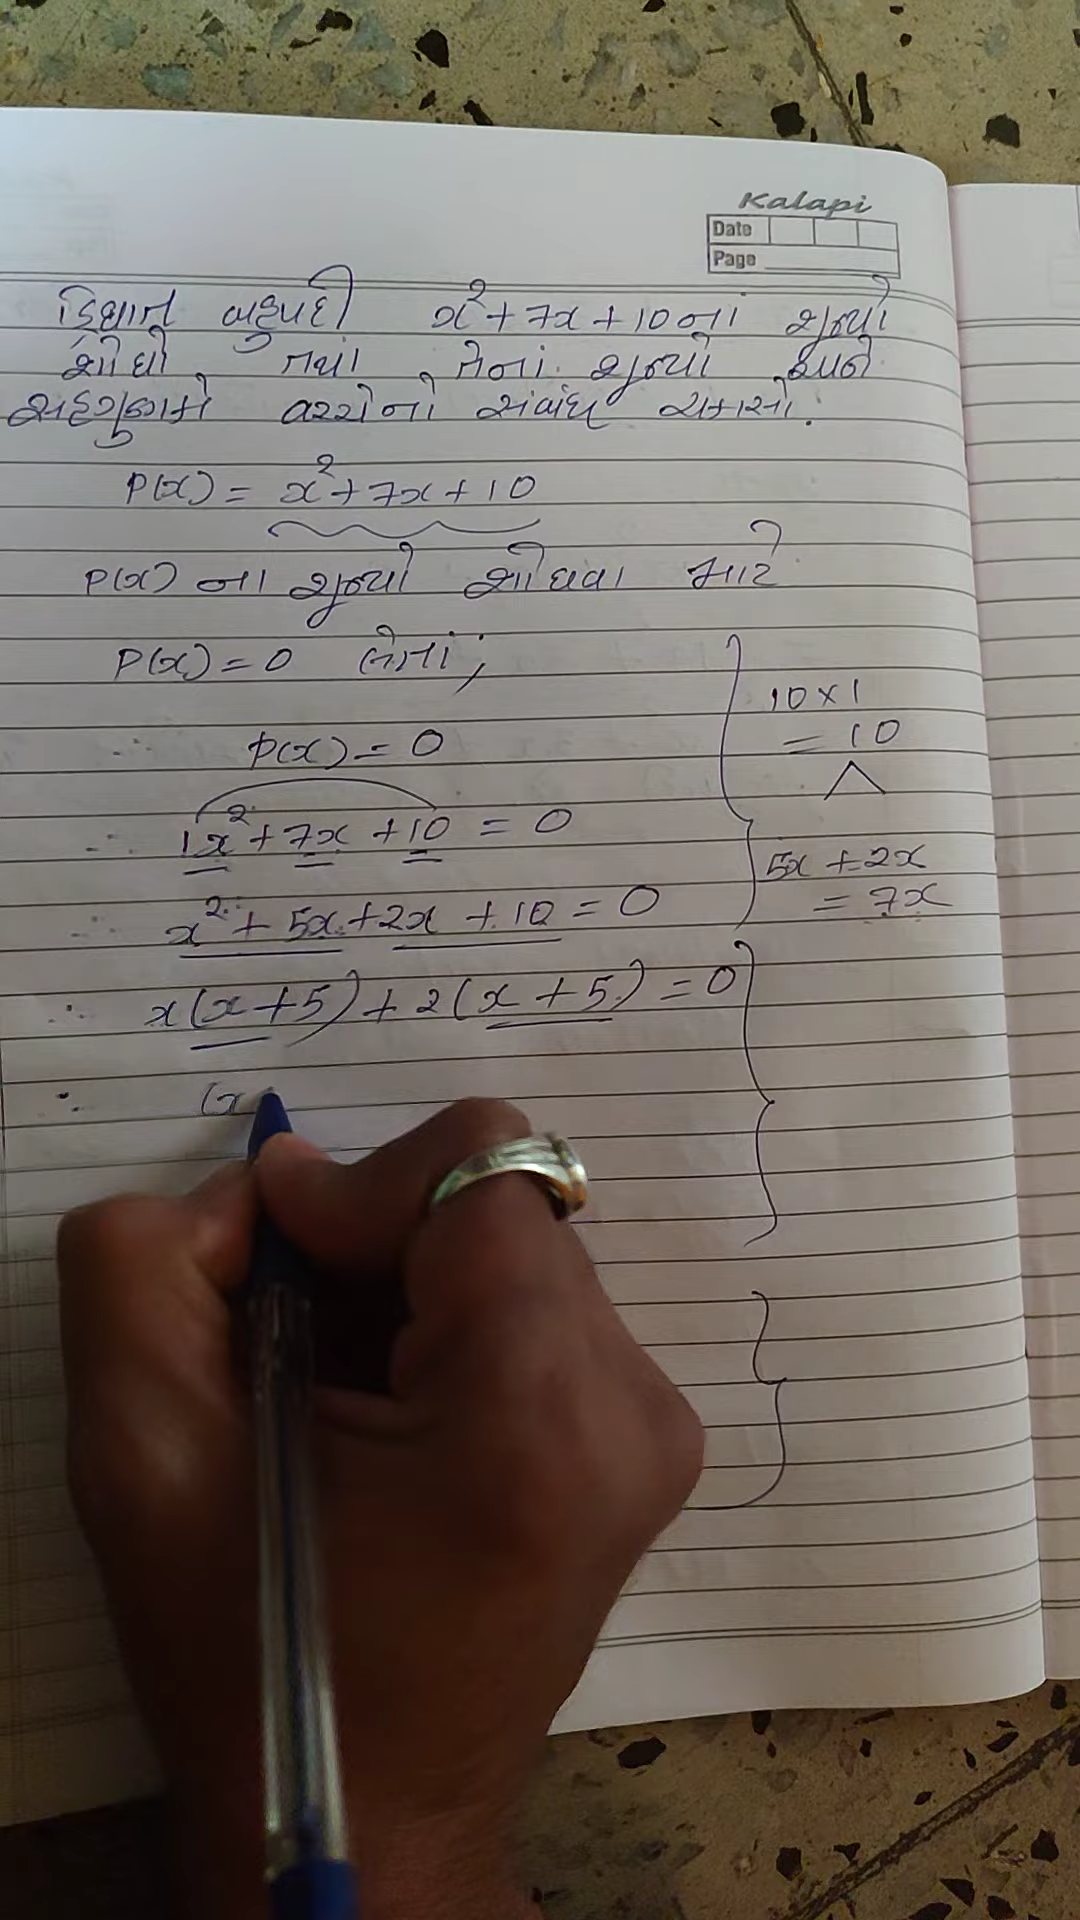 Kalapi
Date
Page
દ્વિઘાત બહુપદી x²+7x+10નાં શૂન્યો
શોધો તથા તેનાં શૂન્યો અને
સહગુણકો વચ્ચેનો સંબંધ ચકાસો.
P(x) = x²+7x+10
P(x) ના શૂન્યો શોધવા માટે
P(x)=0 લેતાં;
∴ P(x) = 0
∴ 1x²+7x+10 = 0
∴ x²+5x+2x+10 = 0
∴ x(x+5)+2(x+5)=0
∴ (x
10×1
= 10
5x+2x
= 7x